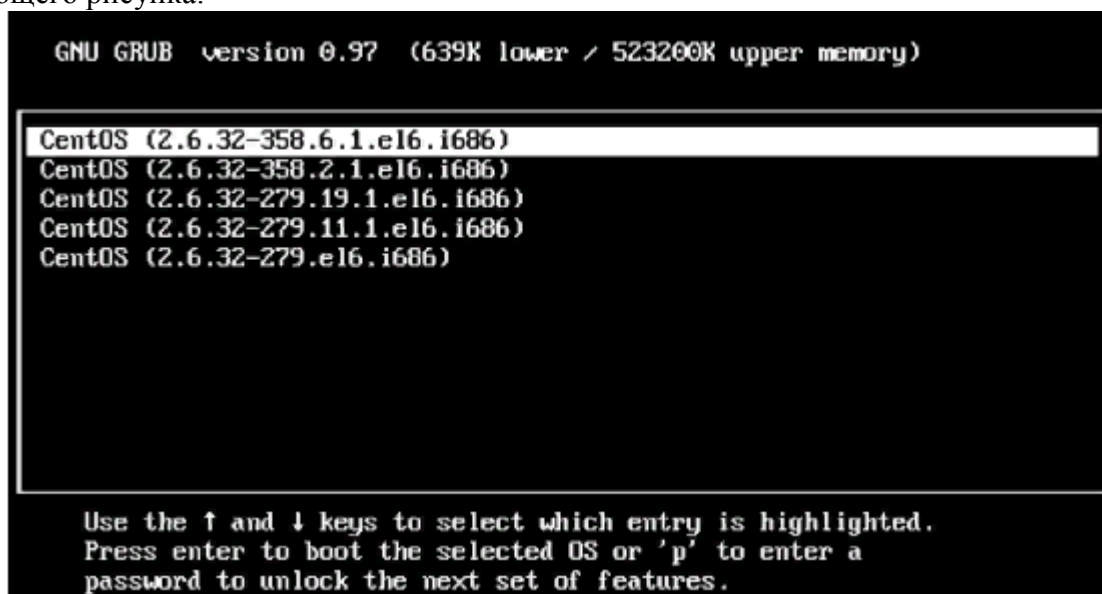 щего рисунка.
GNU GRUB version 0.97 (639K lower / 523200K upper memory)
CentOS (2.6.32-358.6.1.el6.i686)
CentOS (2.6.32-358.2.1.el6.i686)
CentOS (2.6.32-279.19.1.el6.i686)
CentOS (2.6.32-279.11.1.el6.i686)
CentOS (2.6.32-279.el6.i686)
Use the ↑ and ↓ keys to select which entry is highlighted.
Press enter to boot the selected OS or 'p' to enter a
password to unlock the next set of features.